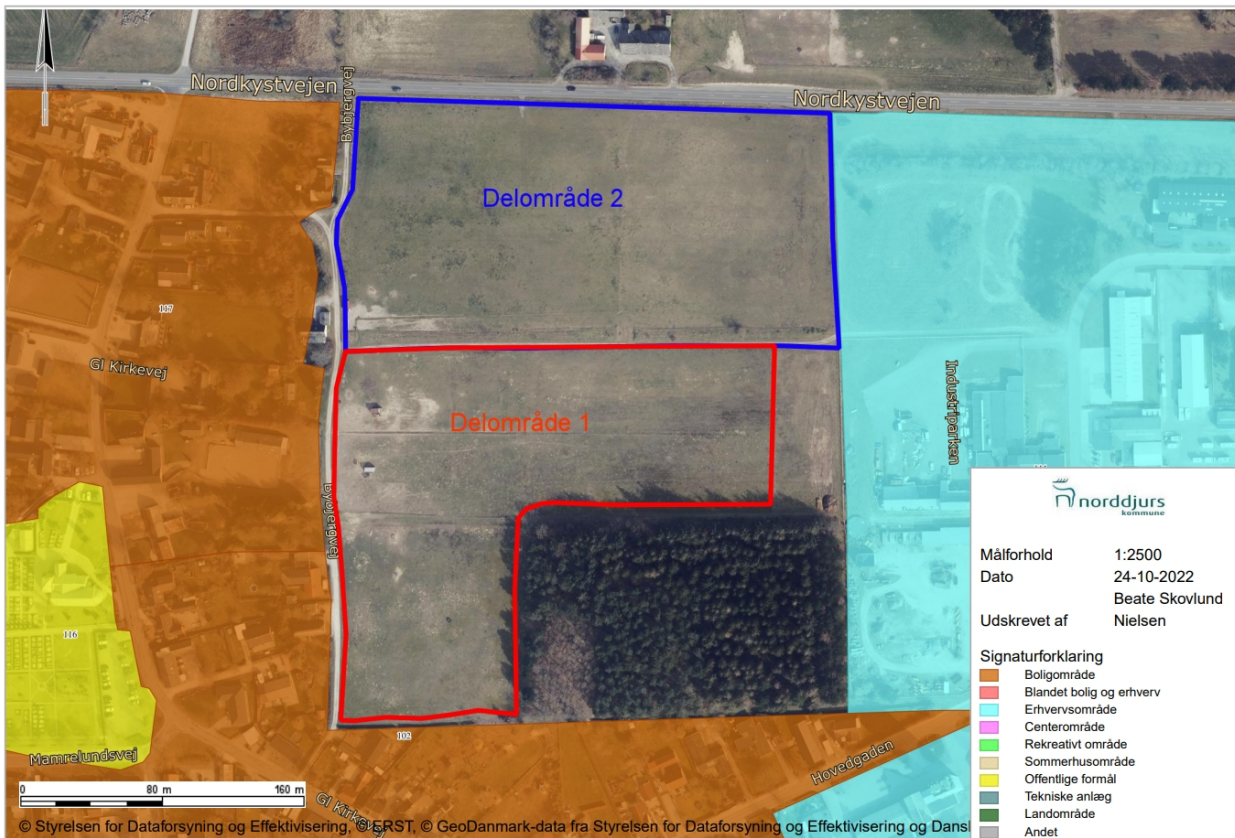 Nordkystvejen
Bybjergvej
Nordkystvejen
Delområde 2
117
Gl Kirkevej
Delområde 1
Industriparken
Bybjergvej
116
102
Mamrelundsvej
Gl Kirkevej
Hovedgaden
0 80 m 160 m
© Styrelsen for Dataforsyning og Effektivisering, © ERST, © GeoDanmark-data fra Styrelsen for Dataforsyning og Effektivisering og Dansl
norddjurs
kommune
Målforhold 1:2500
Dato 24-10-2022
Beate Skovlund
Udskrevet af Nielsen
Signaturforklaring
Boligområde
Blandet bolig og erhverv
Erhvervsområde
Centerområde
Rekreativt område
Sommerhusområde
Offentlige formål
Tekniske anlæg
Landområde
Andet